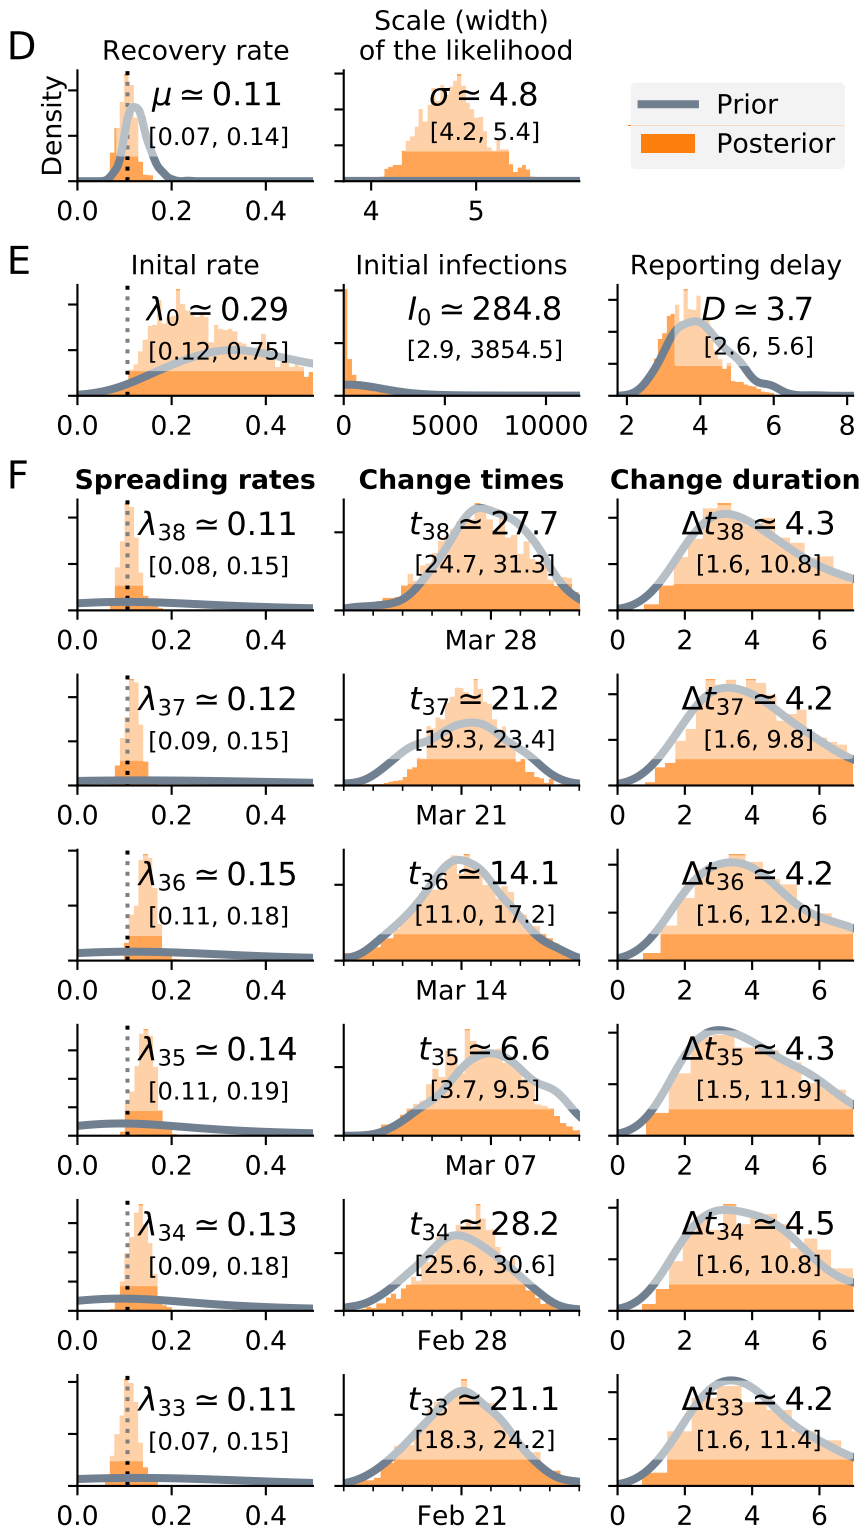 D
Recovery rate
Scale (width)
of the likelihood
Density
μ ≃ 0.11
[0.07, 0.14]
0.0 0.2 0.4
σ ≃ 4.8
[4.2, 5.4]
4 5
Prior
Posterior
E
Inital rate
Initial infections
Reporting delay
λ₀ ≃ 0.29
[0.12, 0.75]
0.0 0.2 0.4
I₀ ≃ 284.8
[2.9, 3854.5]
0 5000 10000
D ≃ 3.7
[2.6, 5.6]
2 4 6 8
F
Spreading rates
Change times
Change duration
λ₃₈ ≃ 0.11
[0.08, 0.15]
0.0 0.2 0.4
t₃₈ ≃ 27.7
[24.7, 31.3]
Mar 28
Δt₃₈ ≃ 4.3
[1.6, 10.8]
0 2 4 6
λ₃₇ ≃ 0.12
[0.09, 0.15]
0.0 0.2 0.4
t₃₇ ≃ 21.2
[19.3, 23.4]
Mar 21
Δt₃₇ ≃ 4.2
[1.6, 9.8]
0 2 4 6
λ₃₆ ≃ 0.15
[0.11, 0.18]
0.0 0.2 0.4
t₃₆ ≃ 14.1
[11.0, 17.2]
Mar 14
Δt₃₆ ≃ 4.2
[1.6, 12.0]
0 2 4 6
λ₃₅ ≃ 0.14
[0.11, 0.19]
0.0 0.2 0.4
t₃₅ ≃ 6.6
[3.7, 9.5]
Mar 07
Δt₃₅ ≃ 4.3
[1.5, 11.9]
0 2 4 6
λ₃₄ ≃ 0.13
[0.09, 0.18]
0.0 0.2 0.4
t₃₄ ≃ 28.2
[25.6, 30.6]
Feb 28
Δt₃₄ ≃ 4.5
[1.6, 10.8]
0 2 4 6
λ₃₃ ≃ 0.11
[0.07, 0.15]
0.0 0.2 0.4
t₃₃ ≃ 21.1
[18.3, 24.2]
Feb 21
Δt₃₃ ≃ 4.2
[1.6, 11.4]
0 2 4 6